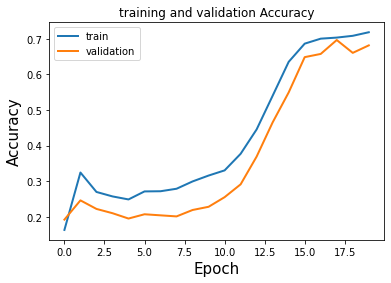 training and validation Accuracy
train
validation
Accuracy
0.7
0.6
0.5
0.4
0.3
0.2
0.0 2.5 5.0 7.5 10.0 12.5 15.0 17.5
Epoch